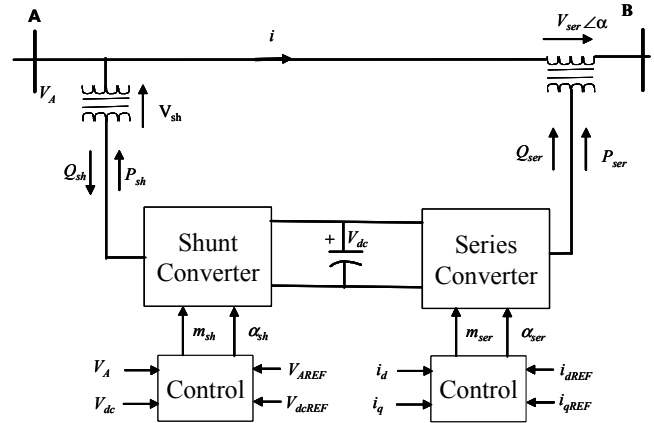 A
B
i
V_ser ∠α
V_A
V_sh
Q_sh
P_sh
Q_ser
P_ser
Shunt
Converter
+
V_dc
Series
Converter
m_sh
α_sh
m_ser
α_ser
V_A
V_dc
Control
V_AREF
V_dcREF
i_d
i_q
Control
i_dREF
i_qREF